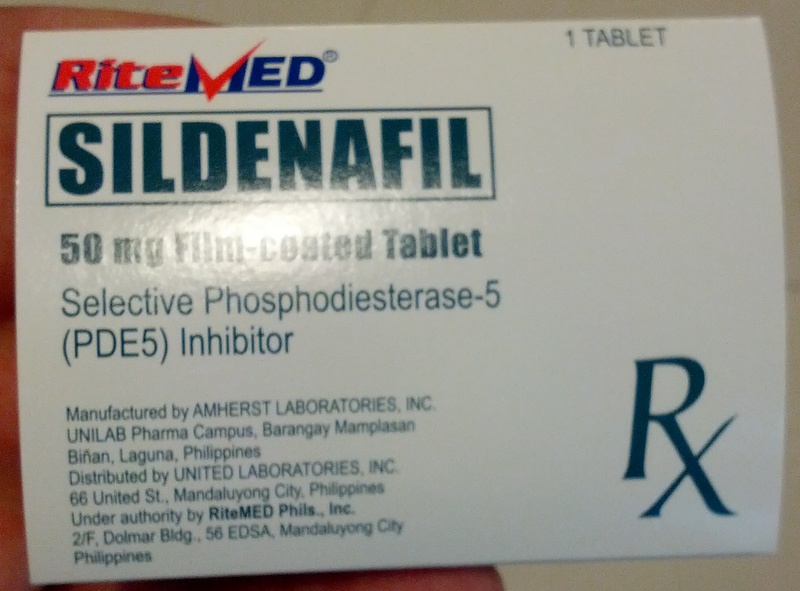 RiteMED®
1 TABLET
SILDENAFIL
50 mg Film-coated Tablet
Selective Phosphodiesterase-5
(PDE5) Inhibitor
Manufactured by AMHERST LABORATORIES, INC.
UNILAB Pharma Campus, Barangay Mamplasan
Biñan, Laguna, Philippines
Distributed by UNITED LABORATORIES, INC.
66 United St., Mandaluyong City, Philippines
Under authority by RiteMED Phils., Inc.
2/F, Dolmar Bldg., 56 EDSA, Mandaluyong City
Philippines
Rx